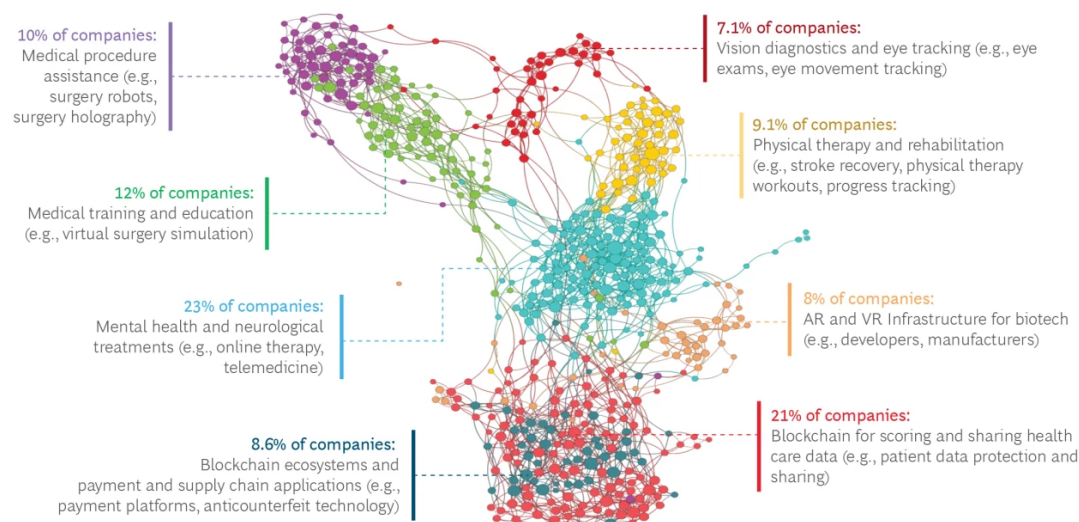 10% of companies:
Medical procedure
assistance (e.g.,
surgery robots,
surgery holography)
12% of companies:
Medical training and education
(e.g., virtual surgery simulation)
23% of companies:
Mental health and neurological
treatments (e.g., online therapy,
telemedicine)
8.6% of companies:
Blockchain ecosystems and
payment and supply chain applications (e.g.,
payment platforms, anticounterfeit technology)
7.1% of companies:
Vision diagnostics and eye tracking (e.g., eye
exams, eye movement tracking)
9.1% of companies:
Physical therapy and rehabilitation
(e.g., stroke recovery, physical therapy
workouts, progress tracking)
8% of companies:
AR and VR Infrastructure for biotech
(e.g., developers, manufacturers)
21% of companies:
Blockchain for scoring and sharing health
care data (e.g., patient data protection and
sharing)